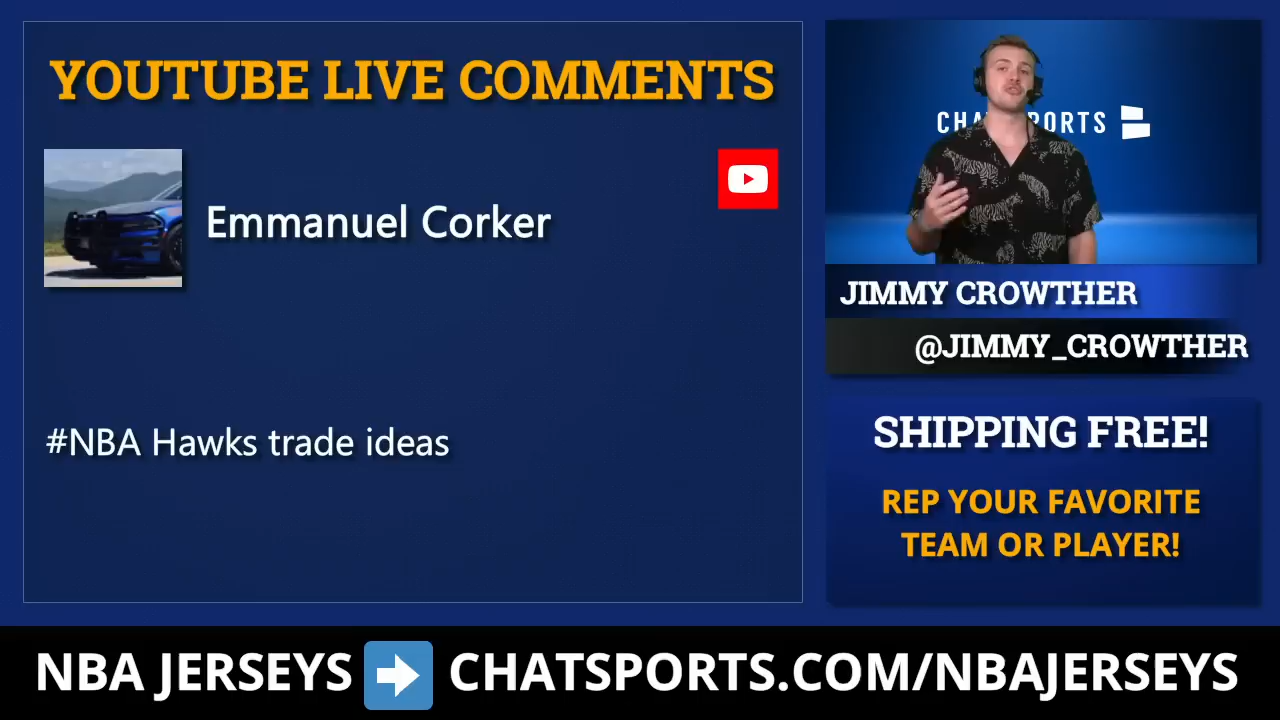 YOUTUBE LIVE COMMENTS
Emmanuel Corker
#NBA Hawks trade ideas
CHATSPORTS
JIMMY CROWTHER
@JIMMY_CROWTHER
SHIPPING FREE!
REP YOUR FAVORITE
TEAM OR PLAYER!
NBA JERSEYS ➡ CHATSPORTS.COM/NBAJERSEYS